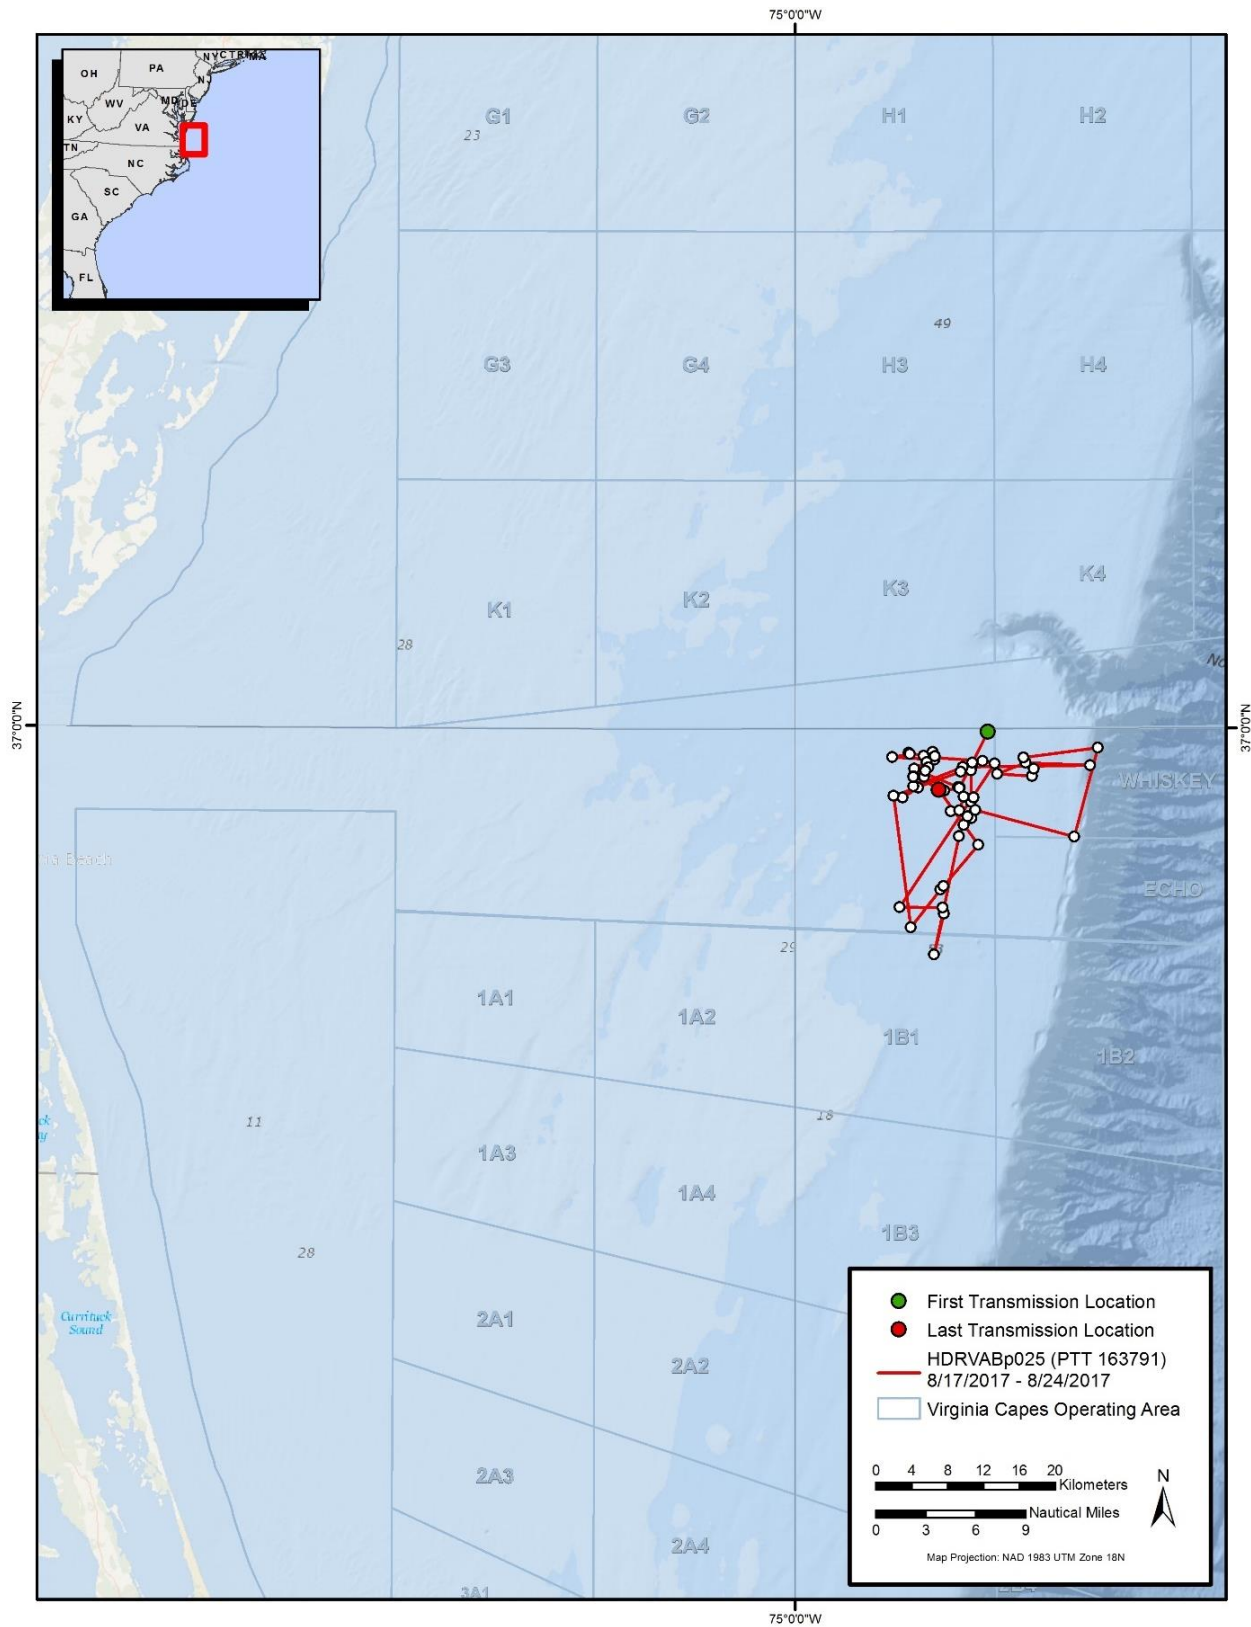 75°0'0"W
NY
CT
OH
PA
MD
DE
WV
KY
VA
TN
NC
SC
GA
FL
G1
G2
H1
H2
23
49
G3
G4
H3
H4
K1
K2
K3
K4
28
37°0'0"N
37°0'0"N
WHISKEY
ECHO
29
1A1
1A2
1B1
1B2
11
18
1A3
1A4
1B3
28
Currituck
Sound
2A1
2A2
2A3
2A4
3A1
First Transmission Location
Last Transmission Location
HDRVABp025 (PTT 163791)
8/17/2017 - 8/24/2017
Virginia Capes Operating Area
0 4 8 12 16 20
Kilometers
Nautical Miles
0 3 6 9
N
Map Projection: NAD 1983 UTM Zone 18N
75°0'0"W